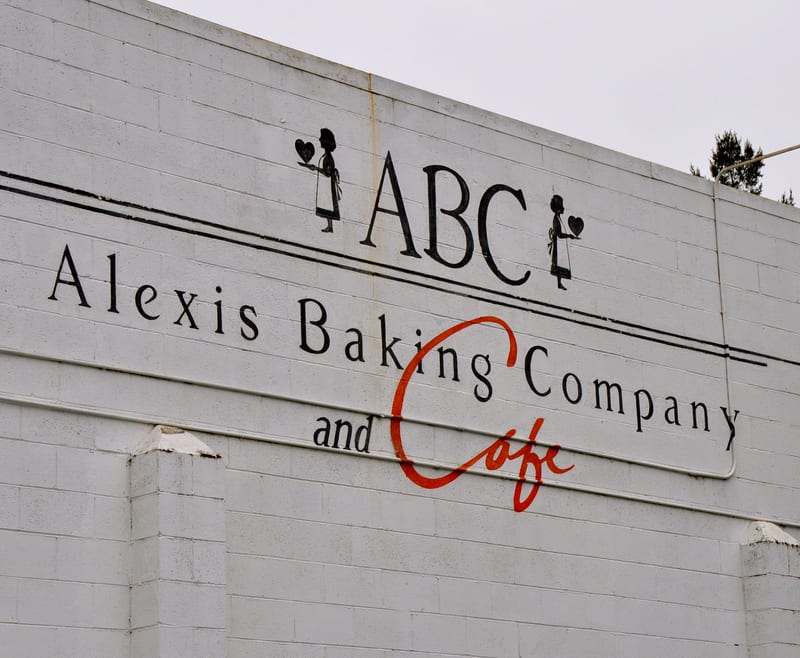 ABC
Alexis Baking Company
and Cafe